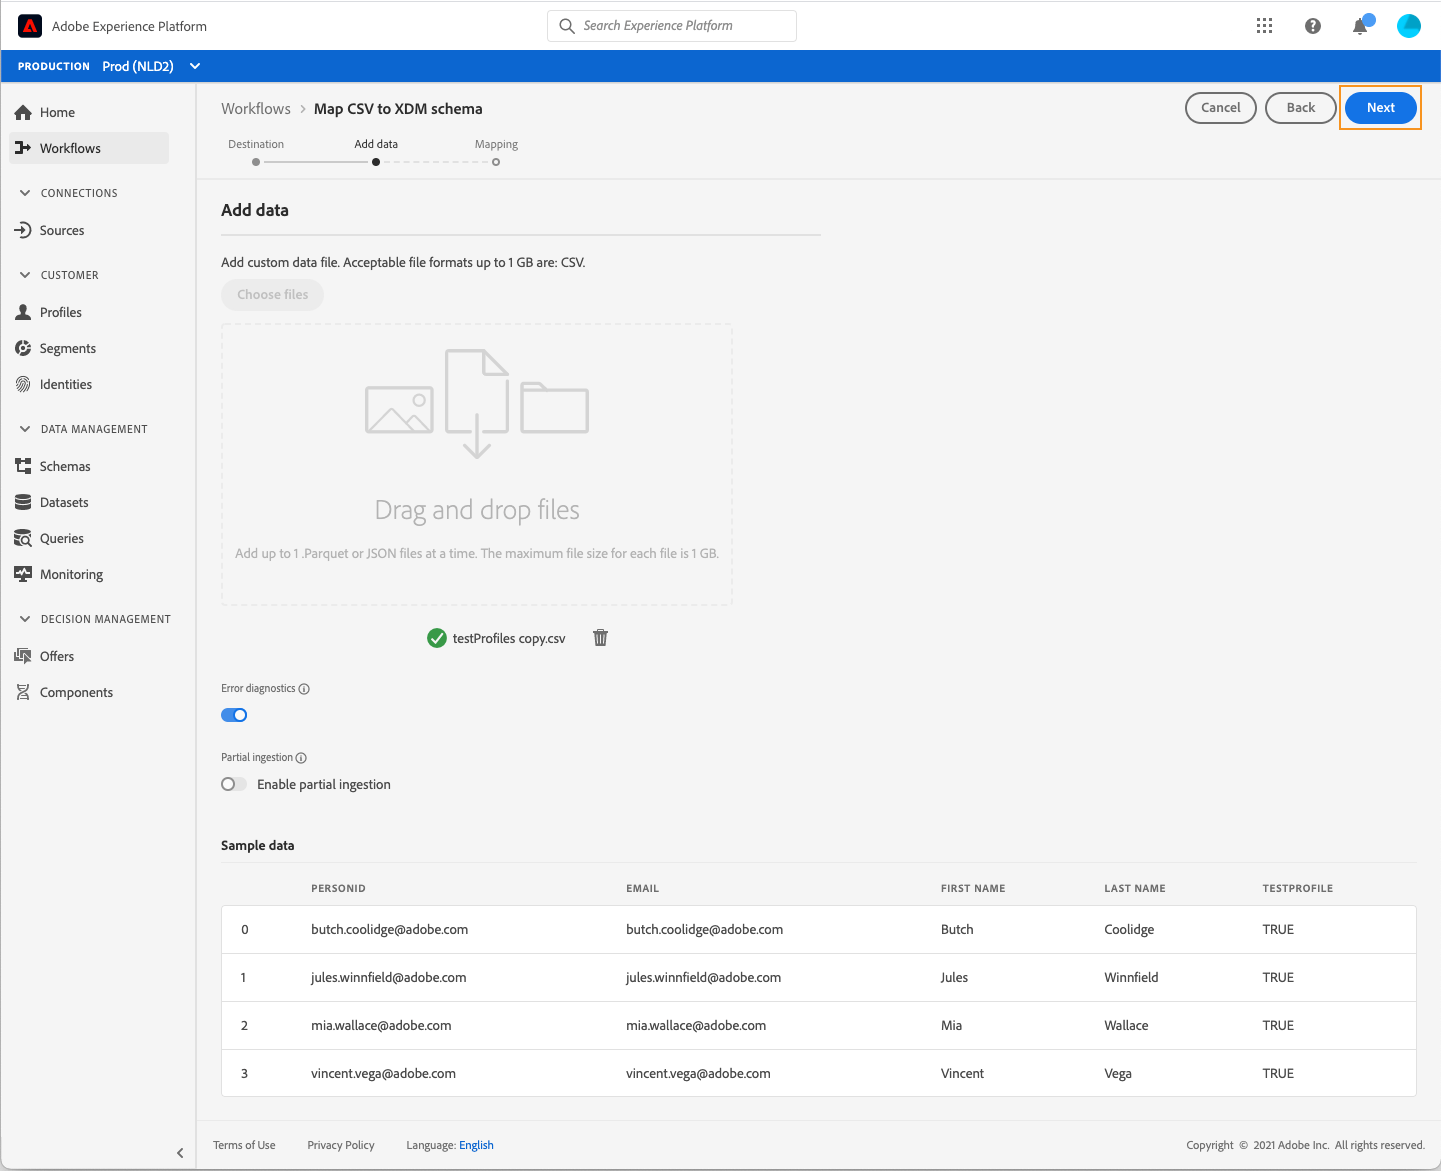 Adobe Experience Platform
Search Experience Platform
PRODUCTION Prod (NLD2)
Home
Workflows
CONNECTIONS
Sources
CUSTOMER
Profiles
Segments
Identities
DATA MANAGEMENT
Schemas
Datasets
Queries
Monitoring
DECISION MANAGEMENT
Offers
Components
Workflows > Map CSV to XDM schema
Cancel Back Next
Destination Add data Mapping
Add data
Add custom data file. Acceptable file formats up to 1 GB are: CSV.
Choose files
Drag and drop files
Add up to 1 .Parquet or JSON files at a time. The maximum file size for each file is 1 GB.
testProfiles copy.csv
Error diagnostics
Partial ingestion
Enable partial ingestion
Sample data
PERSONID EMAIL FIRST NAME LAST NAME TESTPROFILE
0 butch.coolidge@adobe.com butch.coolidge@adobe.com Butch Coolidge TRUE
1 jules.winnfield@adobe.com jules.winnfield@adobe.com Jules Winnfield TRUE
2 mia.wallace@adobe.com mia.wallace@adobe.com Mia Wallace TRUE
3 vincent.vega@adobe.com vincent.vega@adobe.com Vincent Vega TRUE
Terms of Use Privacy Policy Language: English Copyright © 2021 Adobe Inc. All rights reserved.